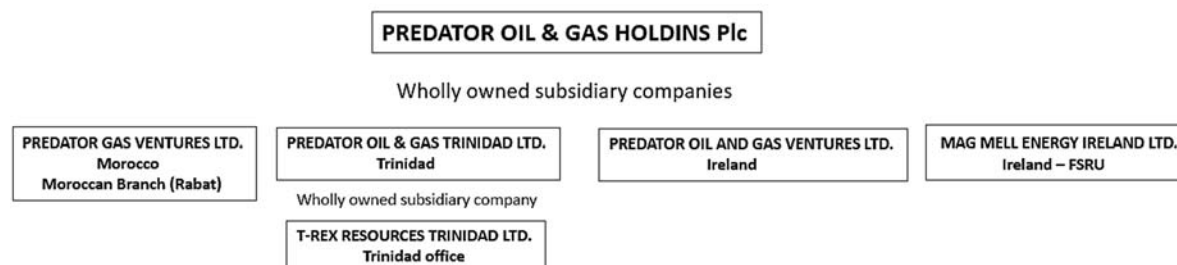 PREDATOR OIL & GAS HOLDINS Plc
Wholly owned subsidiary companies
PREDATOR GAS VENTURES LTD.
Morocco
Moroccan Branch (Rabat)
PREDATOR OIL & GAS TRINIDAD LTD.
Trinidad
Wholly owned subsidiary company
T-REX RESOURCES TRINIDAD LTD.
Trinidad office
PREDATOR OIL AND GAS VENTURES LTD.
Ireland
MAG MELL ENERGY IRELAND LTD.
Ireland – FSRU